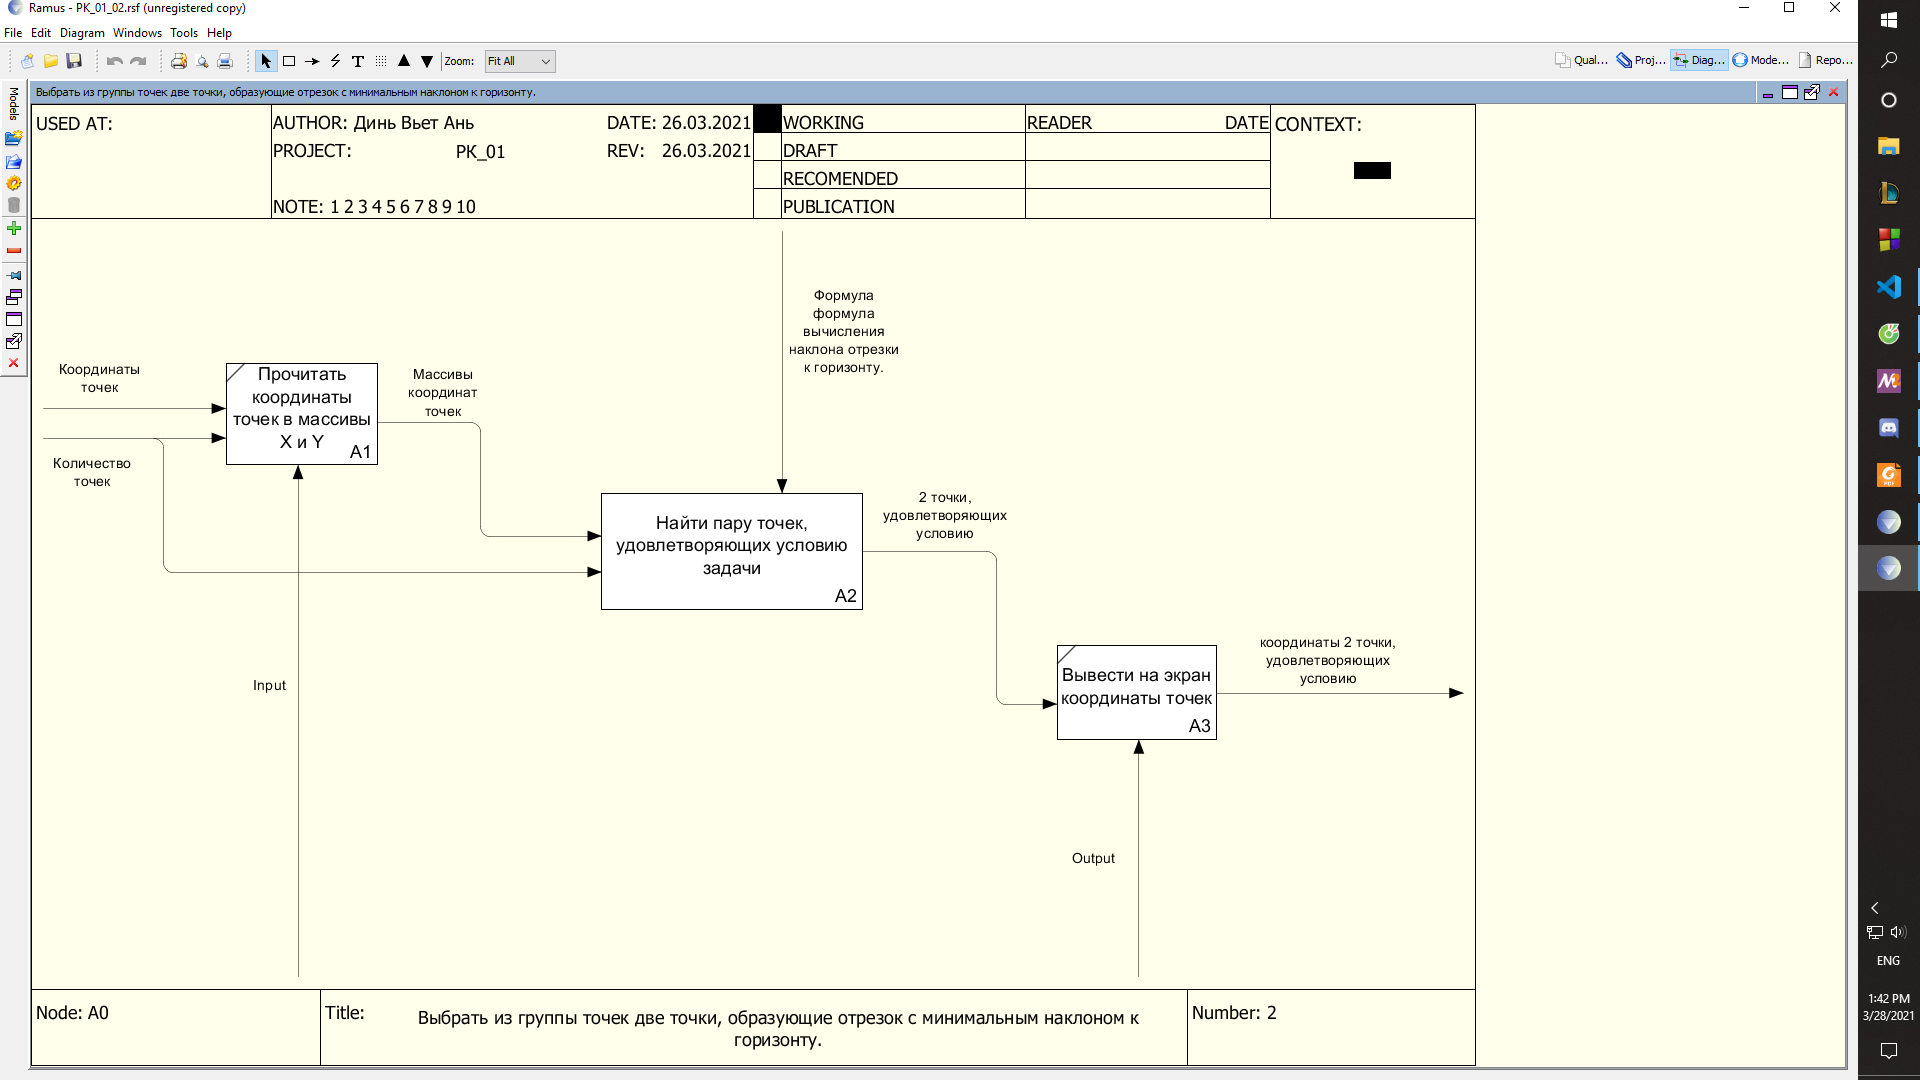 Ramus - PK_01_02.rsf (unregistered copy)
File Edit Diagram Windows Tools Help
Zoom: Fit All
Qual... Proj... Diag... Mode... Repo...
Models
Выбрать из группы точек две точки, образующие отрезок с минимальным наклоном к горизонту.
USED AT:
AUTHOR: Динь Вьет Ань
DATE: 26.03.2021
PROJECT: PK_01
REV: 26.03.2021
NOTE: 1 2 3 4 5 6 7 8 9 10
WORKING
DRAFT
RECOMENDED
PUBLICATION
READER DATE
CONTEXT:
Формула
формула
вычисления
наклона отрезки
к горизонту.
Координаты
точек
Количество
точек
Прочитать
координаты
точек в массивы
X и Y
A1
Массивы
координат
точек
Найти пару точек,
удовлетворяющих условию
задачи
A2
2 точки,
удовлетворяющих
условию
Вывести на экран
координаты точек
A3
координаты 2 точки,
удовлетворяющих
условию
Input
Output
Node: A0
Title:
Выбрать из группы точек две точки, образующие отрезок с минимальным наклоном к
горизонту.
Number: 2
ENG
1:42 PM
3/28/2021